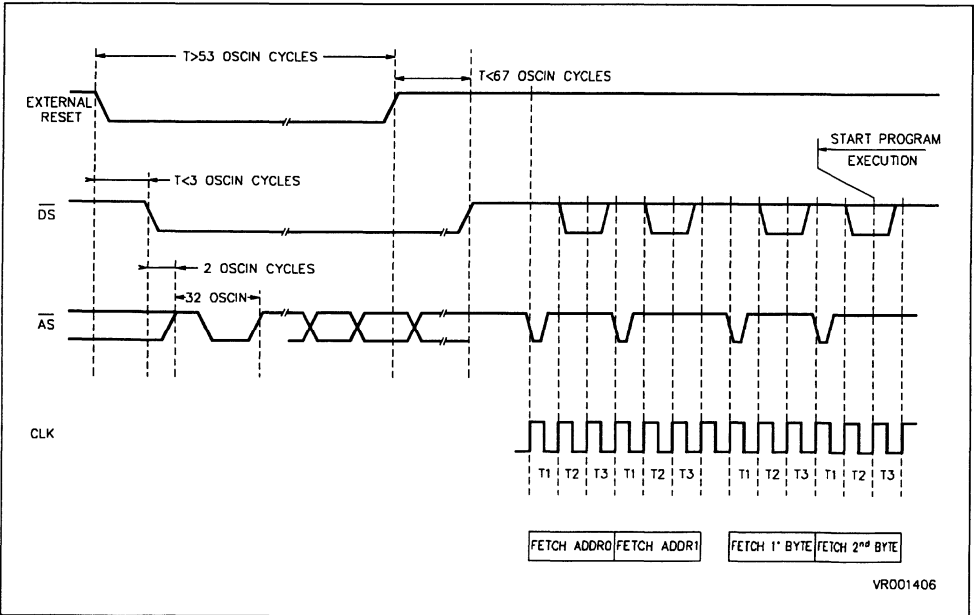 T>53 OSCIN CYCLES
T<67 OSCIN CYCLES
EXTERNAL
RESET
START PROGRAM
EXECUTION
T<3 OSCIN CYCLES
DS
2 OSCIN CYCLES
32 OSCIN
AS
CLK
T1 T2 T3 T1 T2 T3 T1 T2 T3 T1 T2 T3
FETCH ADDR0 FETCH ADDR1 FETCH 1° BYTE FETCH 2nd BYTE
VR001406